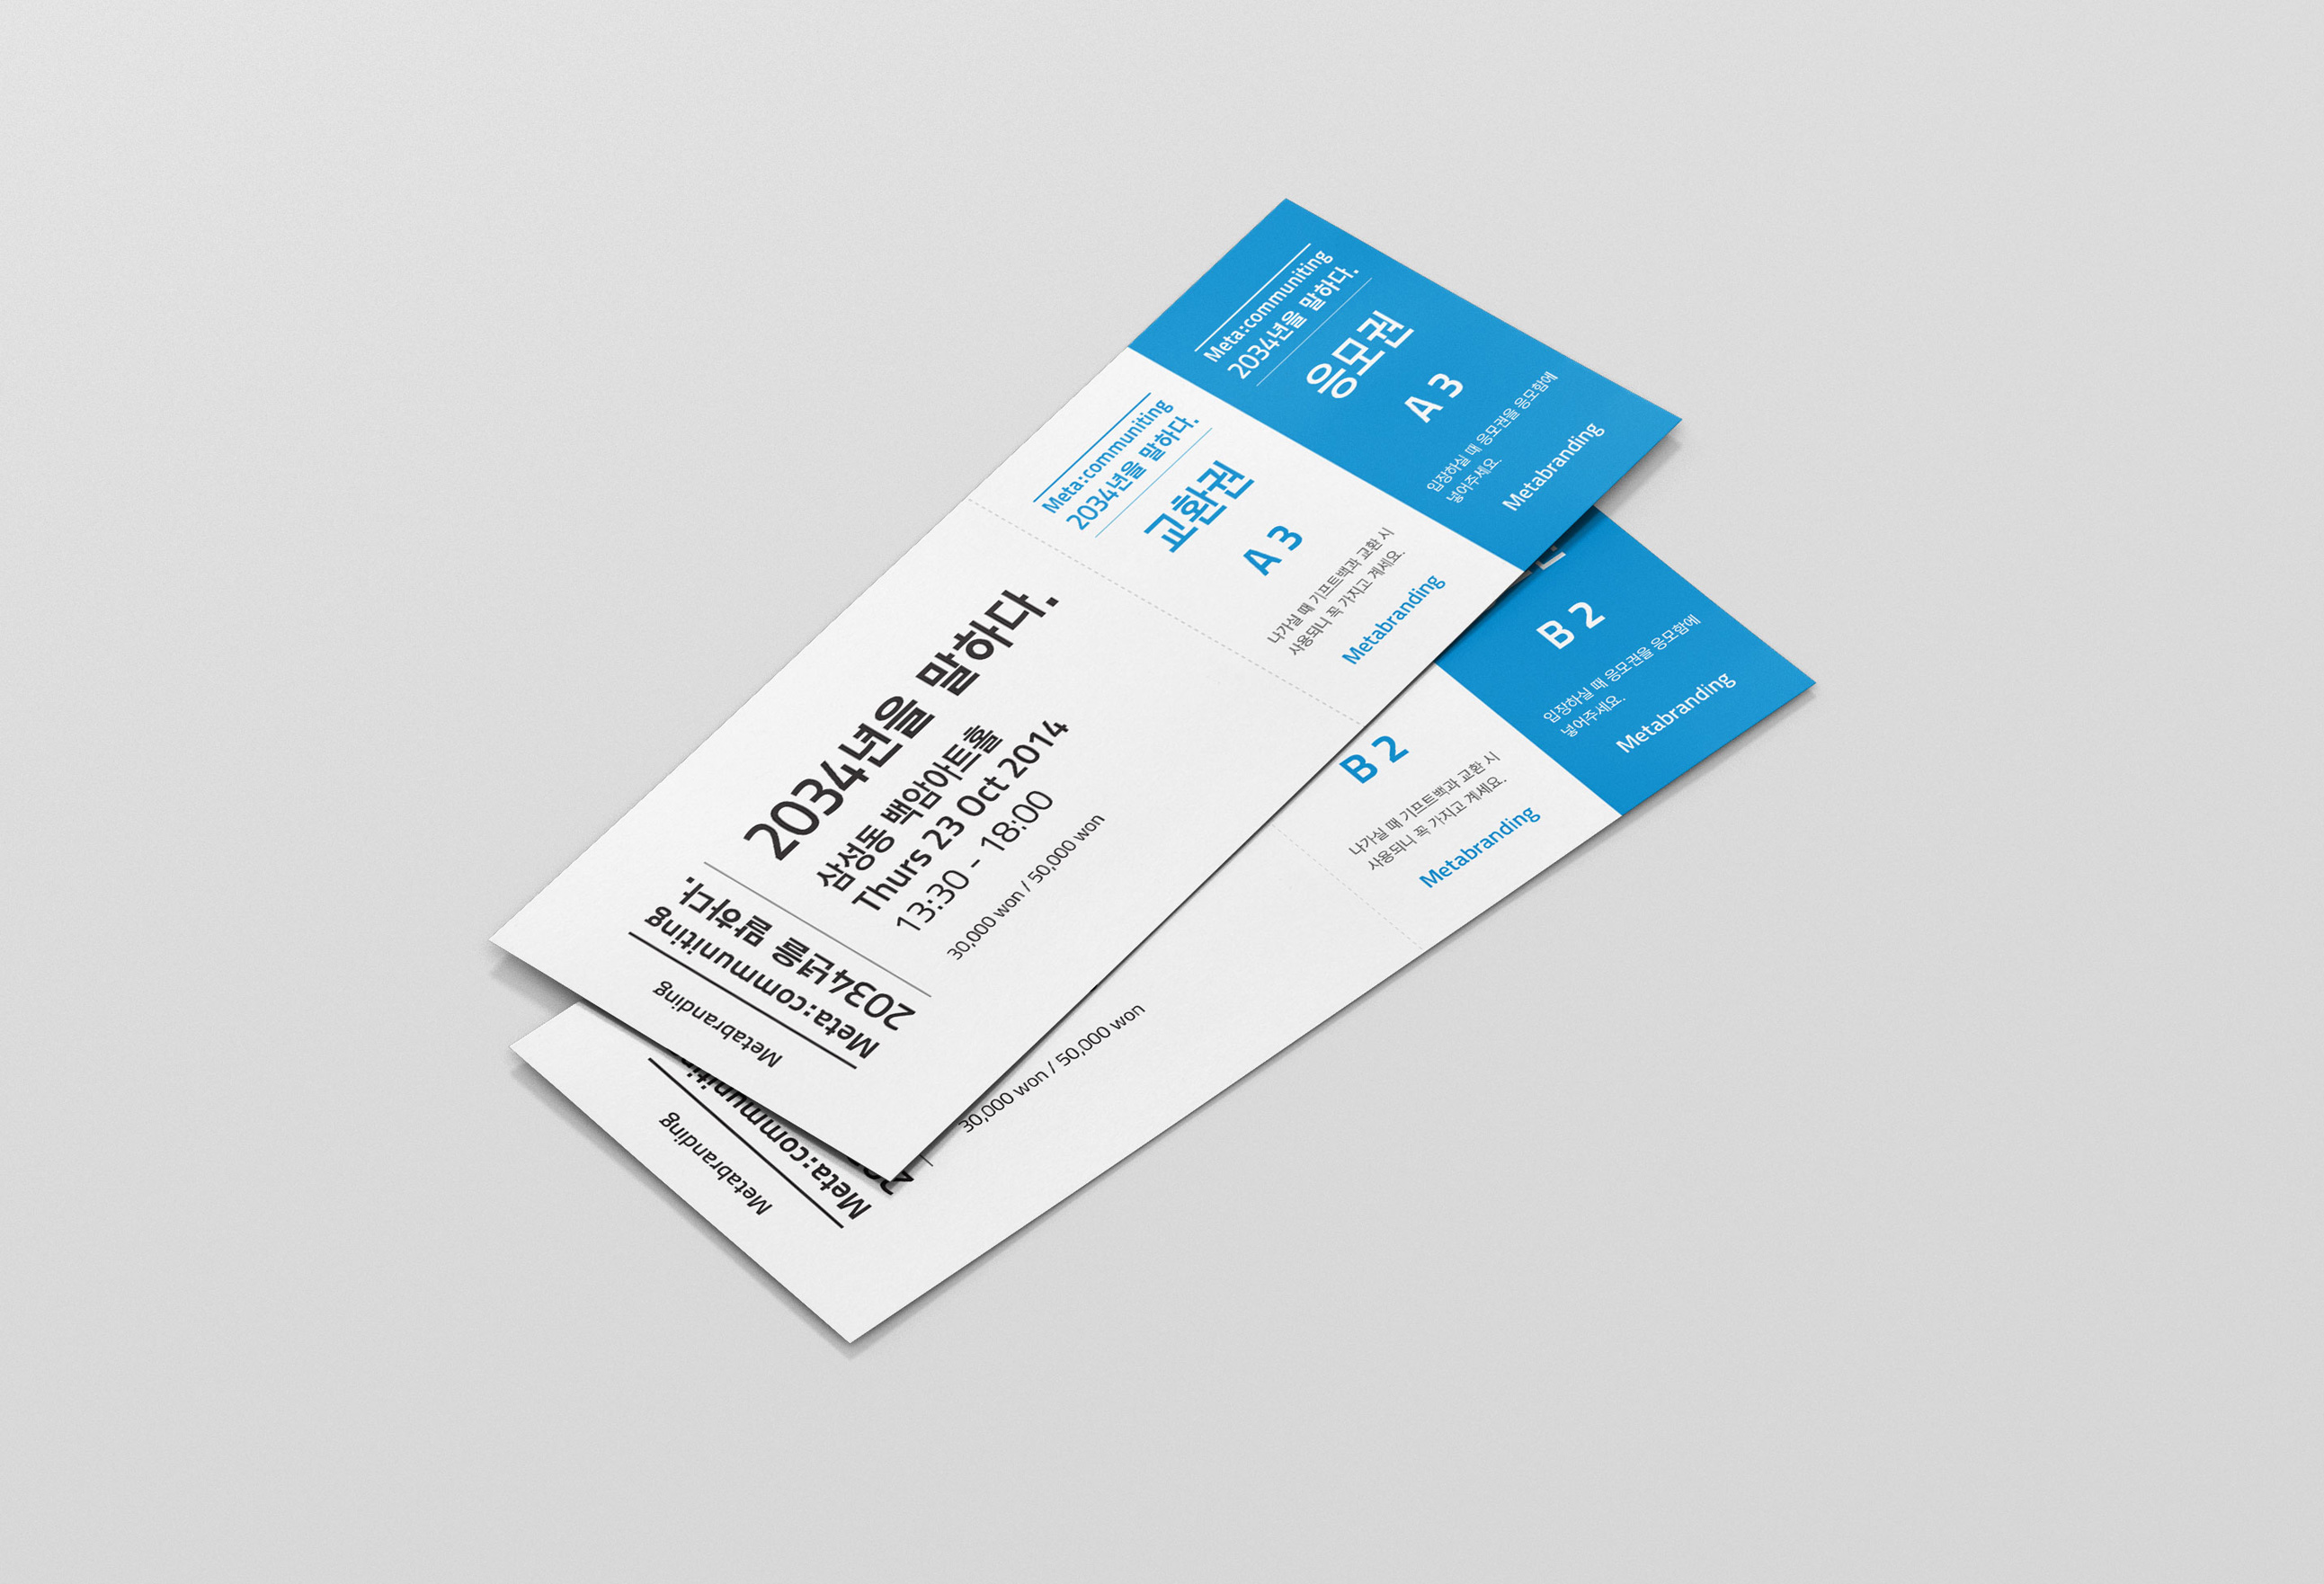 Meta:communiting
2034년을 말하다.
응모권
A 3
입장하실 때 응모권을 응모함에
넣어주세요.
Metabranding
Meta:communiting
2034년을 말하다.
교환권
A 3
나가실 때 기프트백과 교환 시
사용되니 꼭 가지고 계세요.
Metabranding
2034년을 말하다.
삼성동 백암아트홀
Thurs 23 Oct 2014
13:30 - 18:00
30,000 won / 50,000 won
2034년을 말하다.
Meta:communiting
Metabranding
B 2
입장하실 때 응모권을 응모함에
넣어주세요.
Metabranding
B 2
나가실 때 기프트백과 교환 시
사용되니 꼭 가지고 계세요.
Metabranding
30,000 won / 50,000 won
Meta:communiti
Metabranding